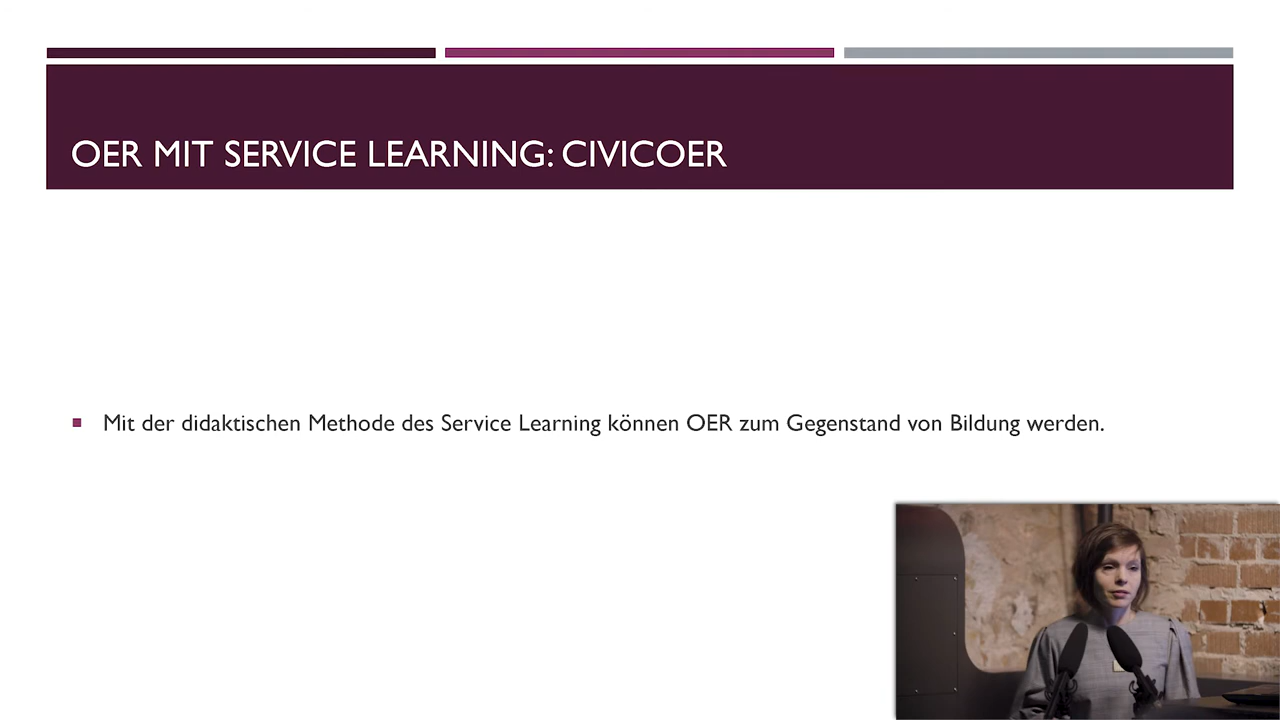 OER MIT SERVICE LEARNING: CIVICOER
Mit der didaktischen Methode des Service Learning können OER zum Gegenstand von Bildung werden.